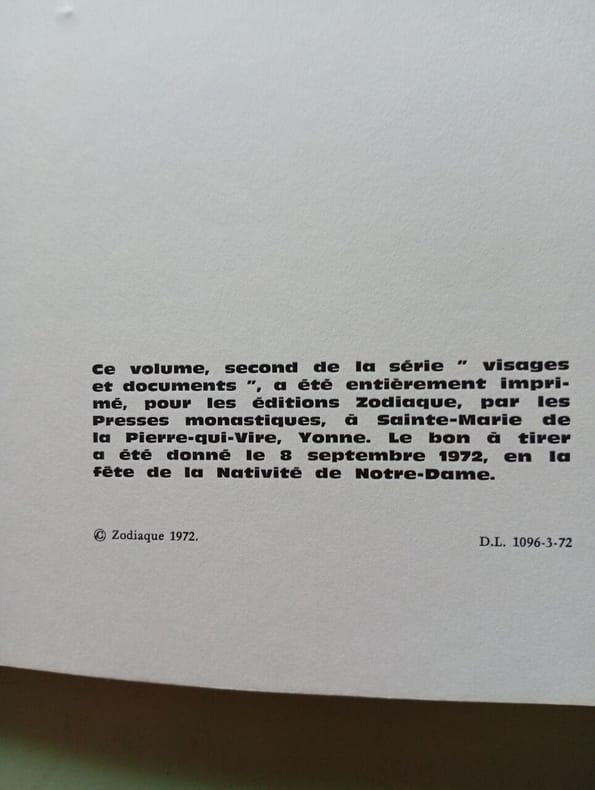 Ce volume, second de la série " visages
et documents ", a été entièrement impri-
mé, pour les éditions Zodiaque, par les
Presses monastiques, à Sainte-Marie de
la Pierre-qui-Vire, Yonne. Le bon à tirer
a été donné le 8 septembre 1972, en la
fête de la Nativité de Notre-Dame.
© Zodiaque 1972.
D.L. 1096-3-72